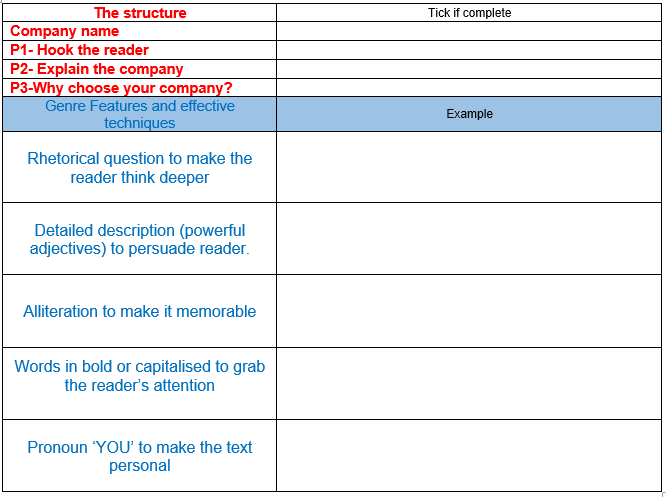 The structure
Tick if complete
Company name
P1- Hook the reader
P2- Explain the company
P3-Why choose your company?
Genre Features and effective
techniques
Example
Rhetorical question to make the
reader think deeper
Detailed description (powerful
adjectives) to persuade reader.
Alliteration to make it memorable
Words in bold or capitalised to grab
the reader’s attention
Pronoun ‘YOU’ to make the text
personal